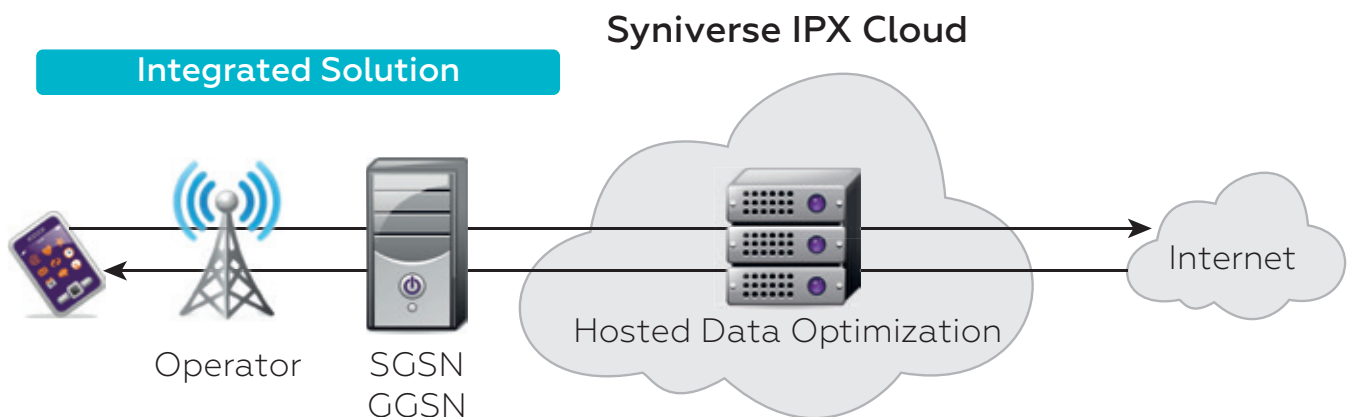 Syniverse IPX Cloud
Integrated Solution
Internet
Hosted Data Optimization
Operator
SGSN
GGSN